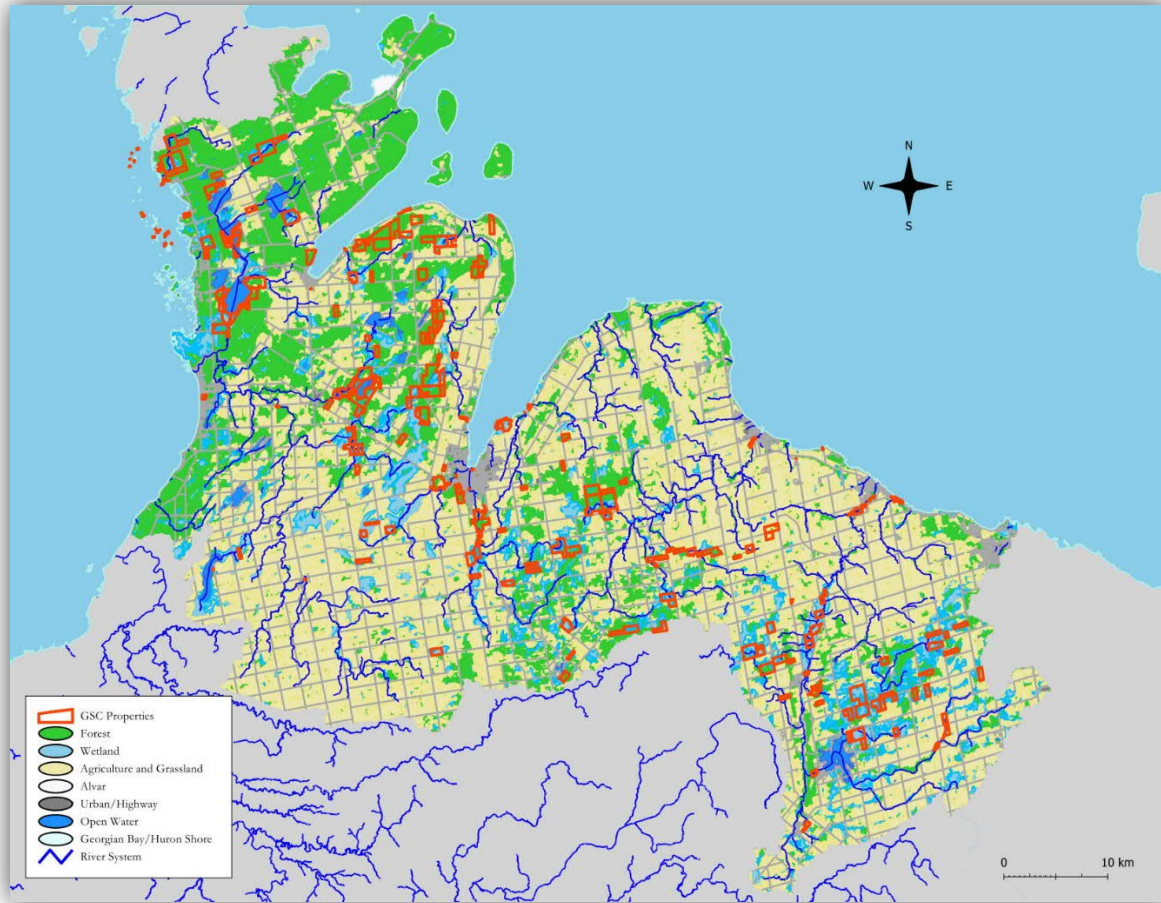 N
W E
S
GSC Properties
Forest
Wetland
Agriculture and Grassland
Alvar
Urban/Highway
Open Water
Georgian Bay/Huron Shore
River System
0 10 km